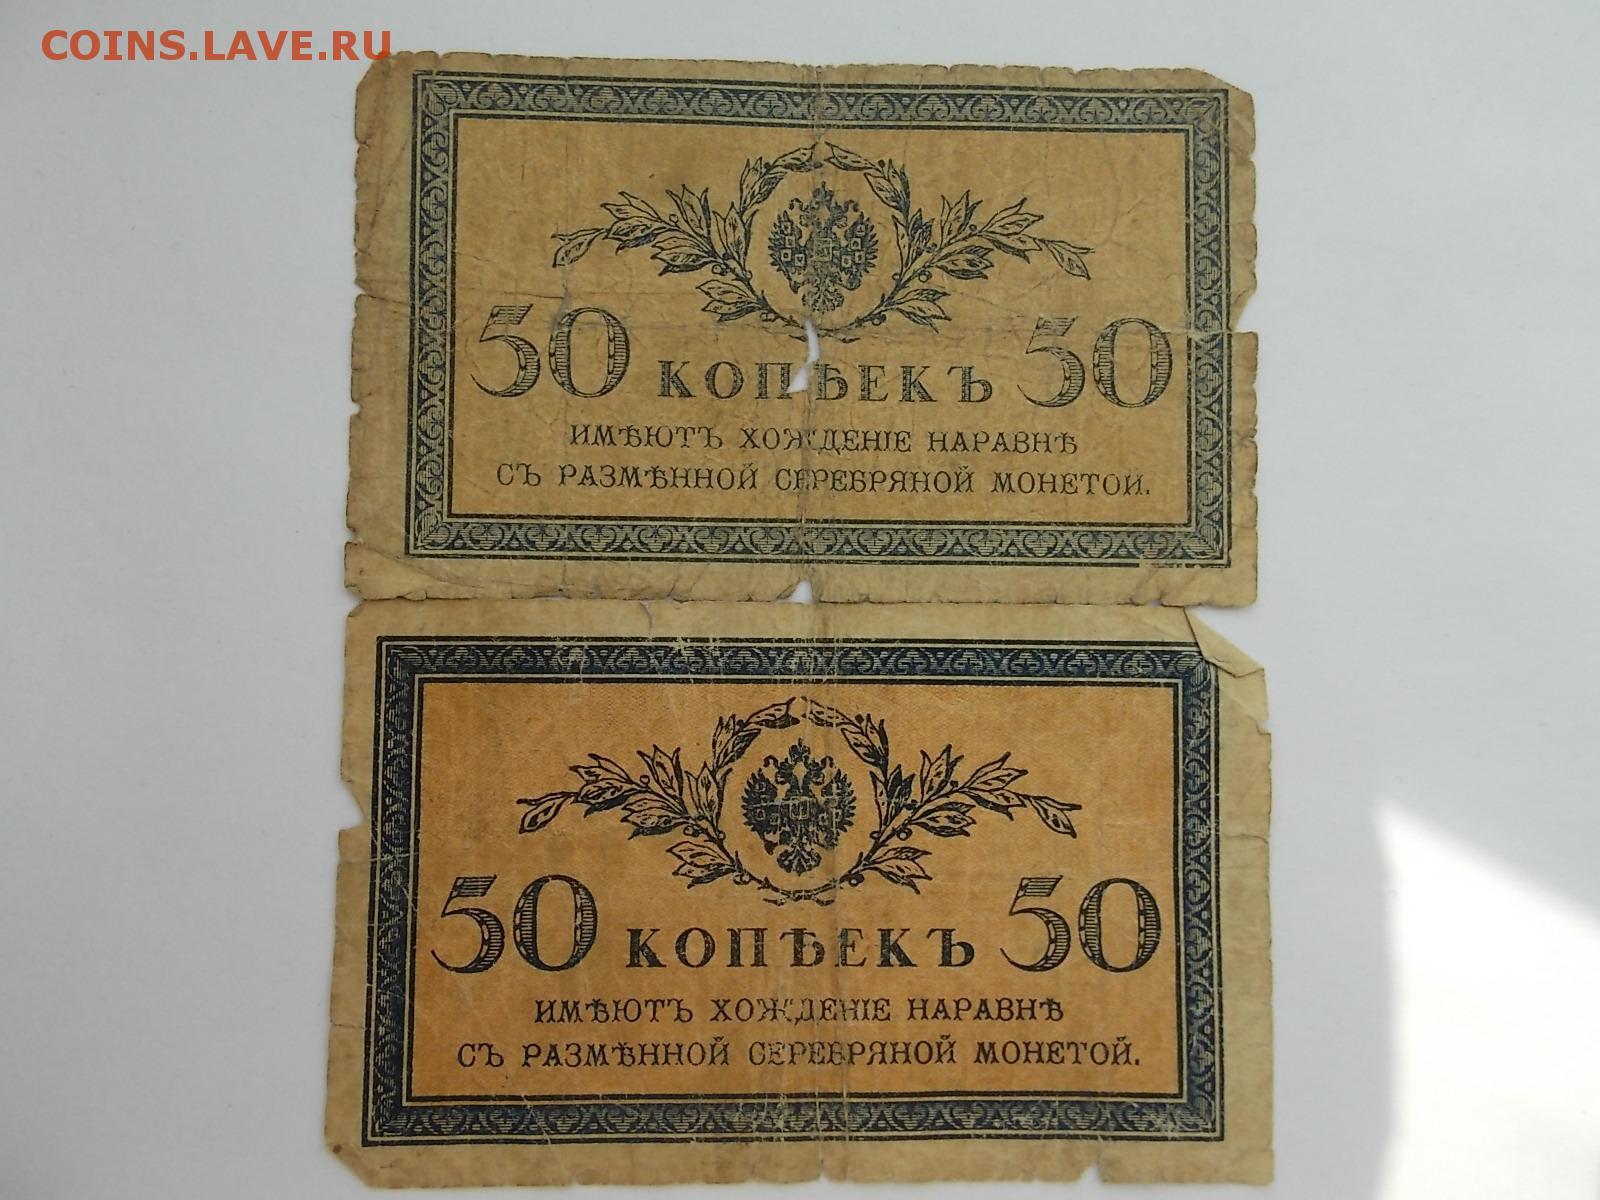 COINS.LAVE.RU
50 КОПѢЕКЪ 50
ИМѢЮТЪ ХОЖДЕНІЕ НАРАВНѢ
СЪ РАЗМѢННОЙ СЕРЕБРЯНОЙ МОНЕТОЙ.
50 КОПѢЕКЪ 50
ИМѢЮТЪ ХОЖДЕНІЕ НАРАВНѢ
СЪ РАЗМѢННОЙ СЕРЕБРЯНОЙ МОНЕТОЙ.